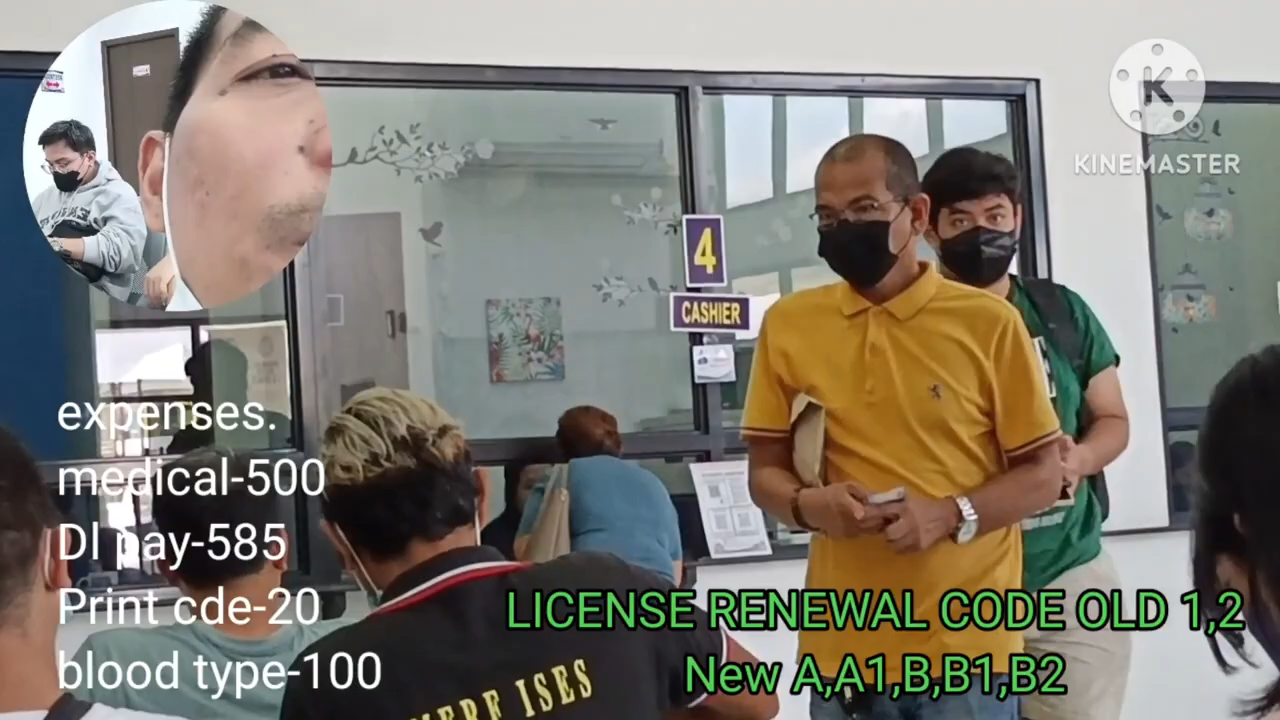 KINEMASTER
4
CASHIER
expenses.
medical-500
Dl pay-585
Print cde-20
blood type-100
LICENSE RENEWAL CODE OLD 1,2
New A,A1,B,B1,B2
ISES